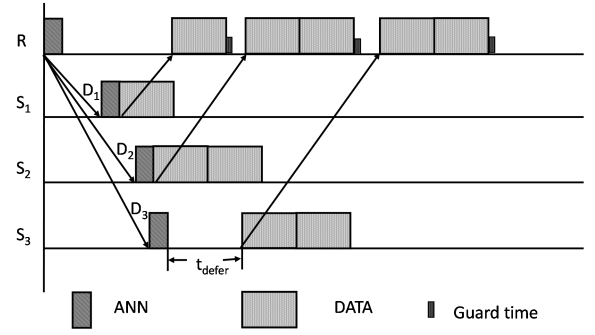 R
D1
S1
D2
S2
D3
S3
tdefer
ANN
DATA
Guard time